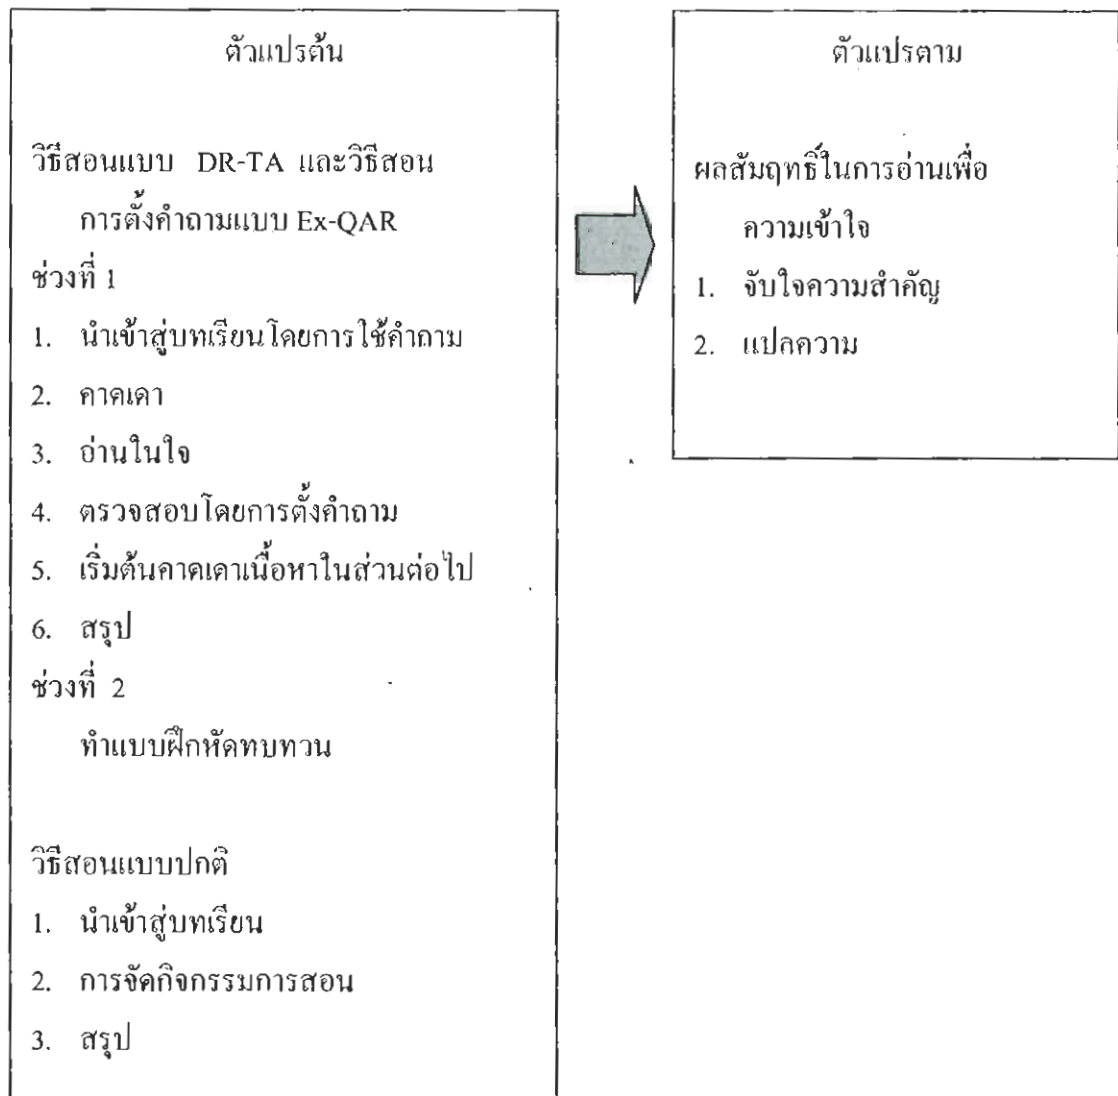 ตัวแปรต้น
วิธีสอนแบบ DR-TA และวิธีสอน
การตั้งคำถามแบบ Ex-QAR
ช่วงที่ 1
1. นำเข้าสู่บทเรียนโดยการใช้คำถาม
2. คาดเดา
3. อ่านในใจ
4. ตรวจสอบโดยการตั้งคำถาม
5. เริ่มต้นคาดเดาเนื้อหาในส่วนต่อไป
6. สรุป
ช่วงที่ 2
ทำแบบฝึกหัดทบทวน
วิธีสอนแบบปกติ
1. นำเข้าสู่บทเรียน
2. การจัดกิจกรรมการสอน
3. สรุป
ตัวแปรตาม
ผลสัมฤทธิ์ในการอ่านเพื่อ
ความเข้าใจ
1. จับใจความสำคัญ
2. แปลความ